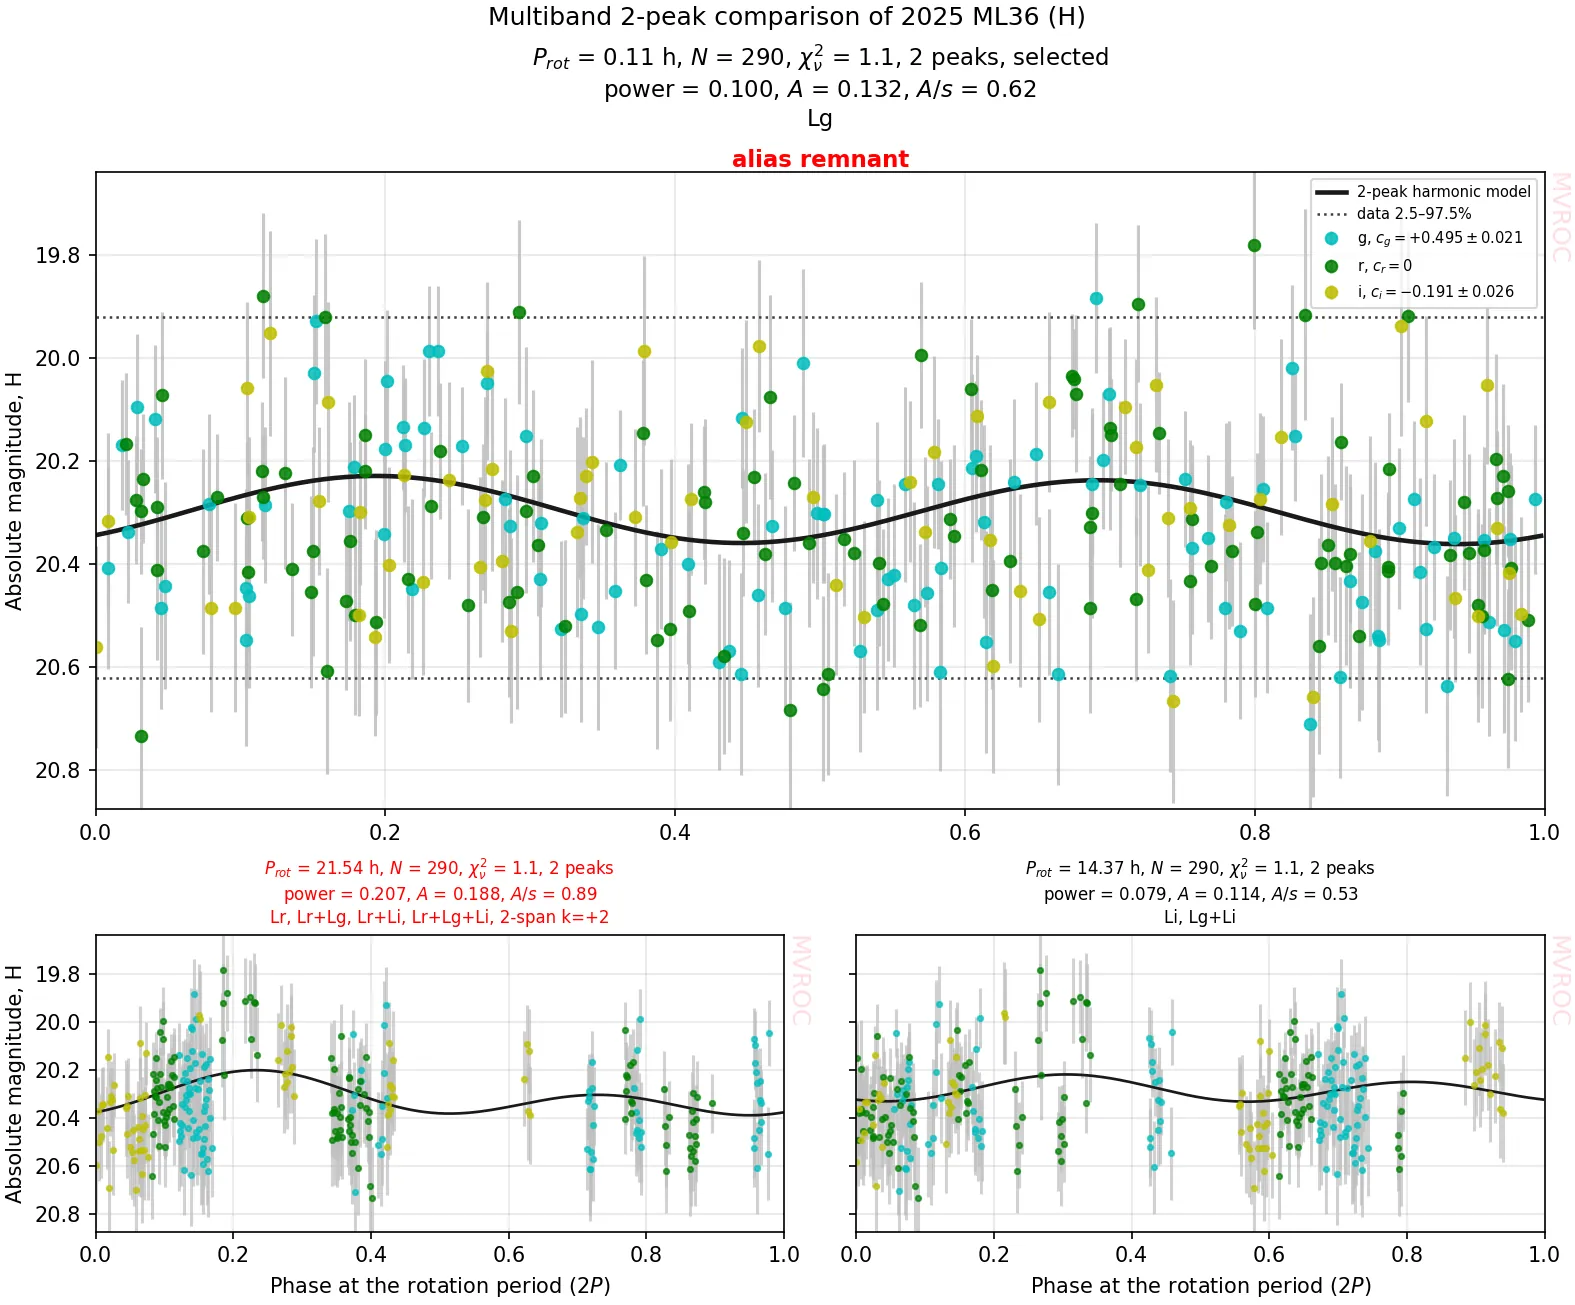 Multiband 2-peak comparison of 2025 ML36 (H)
P_rot = 0.11 h, N = 290, χ²_ν = 1.1, 2 peaks, selected
power = 0.100, A = 0.132, A/s = 0.62
Lg
alias remnant
2-peak harmonic model
data 2.5–97.5%
g, c_g = +0.495 ± 0.021
r, c_r = 0
i, c_i = −0.191 ± 0.026
MVROC
Absolute magnitude, H
19.8
20.0
20.2
20.4
20.6
20.8
0.0 0.2 0.4 0.6 0.8 1.0
P_rot = 21.54 h, N = 290, χ²_ν = 1.1, 2 peaks
power = 0.207, A = 0.188, A/s = 0.89
Lr, Lr+Lg, Lr+Li, Lr+Lg+Li, 2-span k=+2
MVROC
Absolute magnitude, H
19.8
20.0
20.2
20.4
20.6
20.8
0.0 0.2 0.4 0.6 0.8 1.0
Phase at the rotation period (2P)
P_rot = 14.37 h, N = 290, χ²_ν = 1.1, 2 peaks
power = 0.079, A = 0.114, A/s = 0.53
Li, Lg+Li
MVROC
0.0 0.2 0.4 0.6 0.8 1.0
Phase at the rotation period (2P)